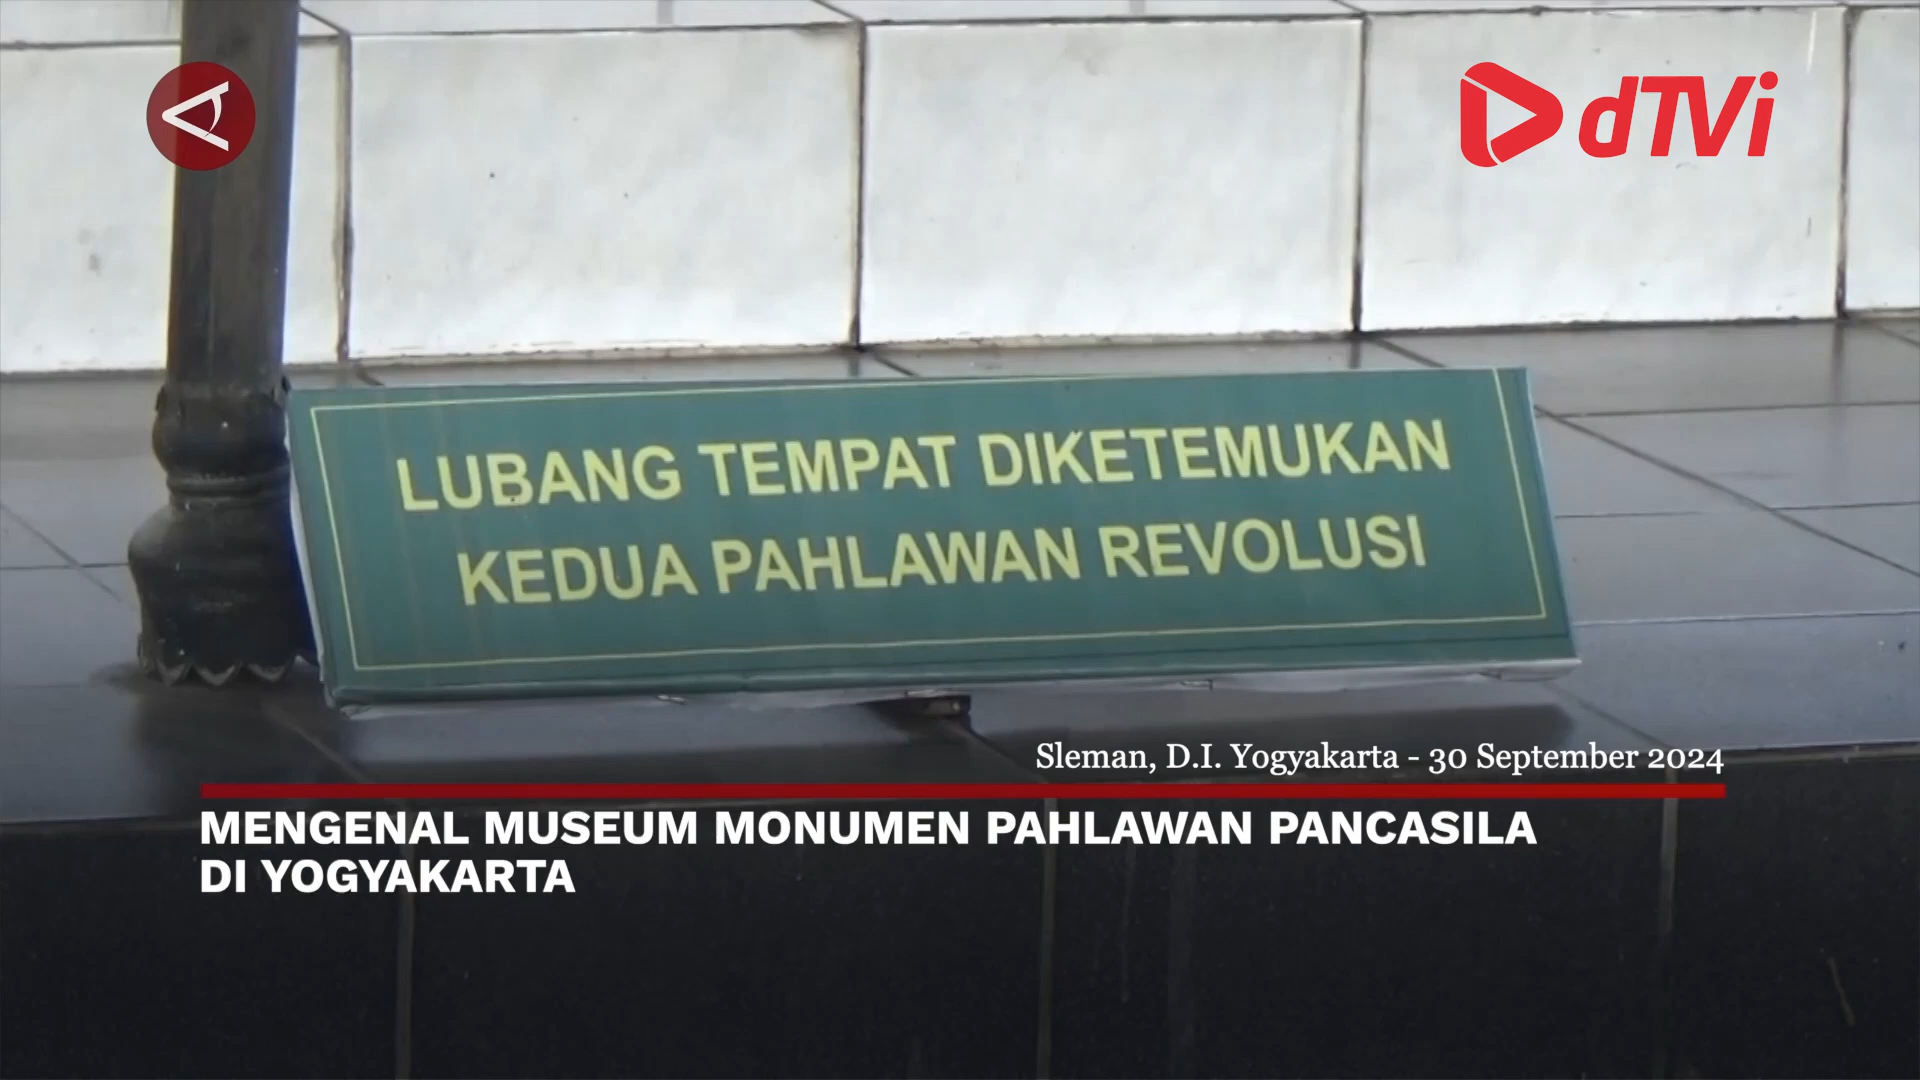 dTVi
LUBANG TEMPAT DIKETEMUKAN
KEDUA PAHLAWAN REVOLUSI
Sleman, D.I. Yogyakarta - 30 September 2024
MENGENAL MUSEUM MONUMEN PAHLAWAN PANCASILA
DI YOGYAKARTA